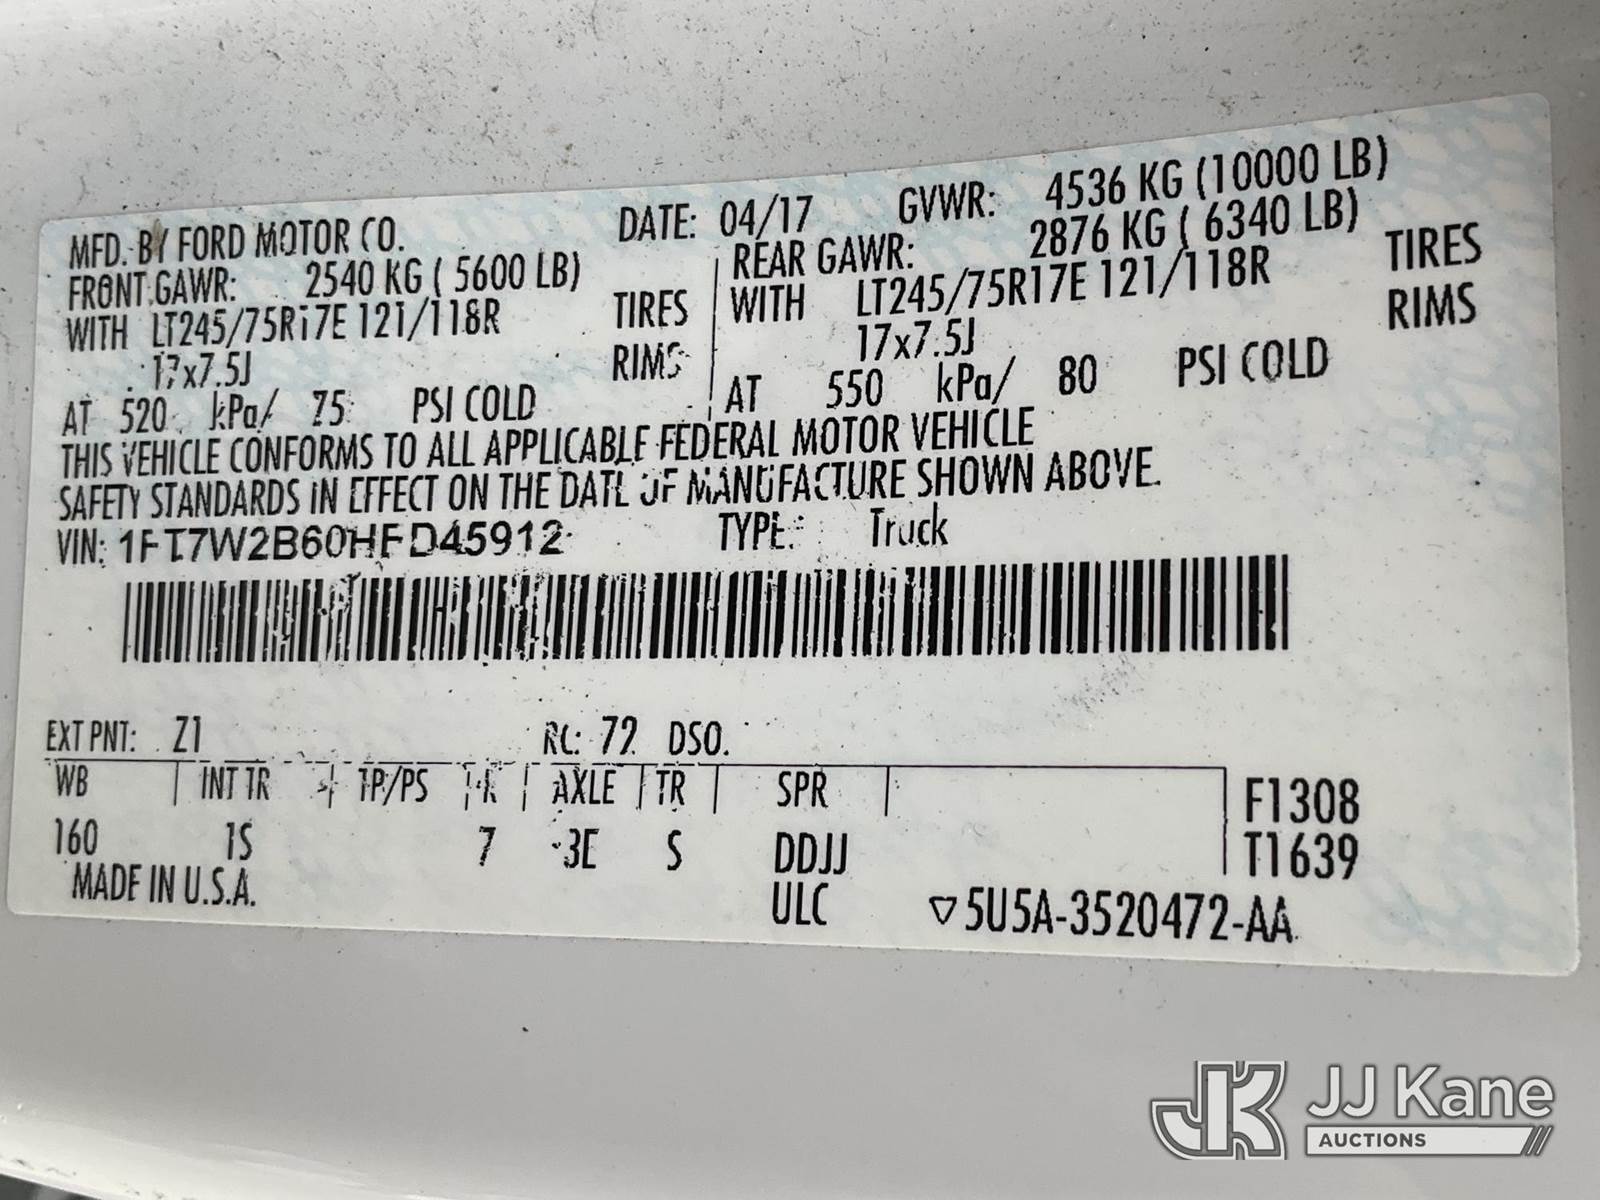 MFD. BY FORD MOTOR CO. DATE: 04/17 GVWR: 4536 KG (10000 LB)
FRONT GAWR: 2540 KG ( 5600 LB) REAR GAWR: 2876 KG ( 6340 LB)
WITH LT245/75R17E 121/118R TIRES WITH LT245/75R17E 121/118R TIRES
17x7.5J RIMS 17x7.5J RIMS
AT 520 kPa/ 75 PSI COLD AT 550 kPa/ 80 PSI COLD
THIS VEHICLE CONFORMS TO ALL APPLICABLE FEDERAL MOTOR VEHICLE
SAFETY STANDARDS IN EFFECT ON THE DATE OF MANUFACTURE SHOWN ABOVE.
VIN: 1FT7W2B60HED45912 TYPE: Truck
EXT PNT: Z1 RC: 72 DSO:
WB INT TR TP/PS R AXLE TR SPR
160 1S 7 3E S DDJJ
F1308
T1639
MADE IN U.S.A. ULC ▽5U5A-3520472-AA
JK JJ Kane
AUCTIONS